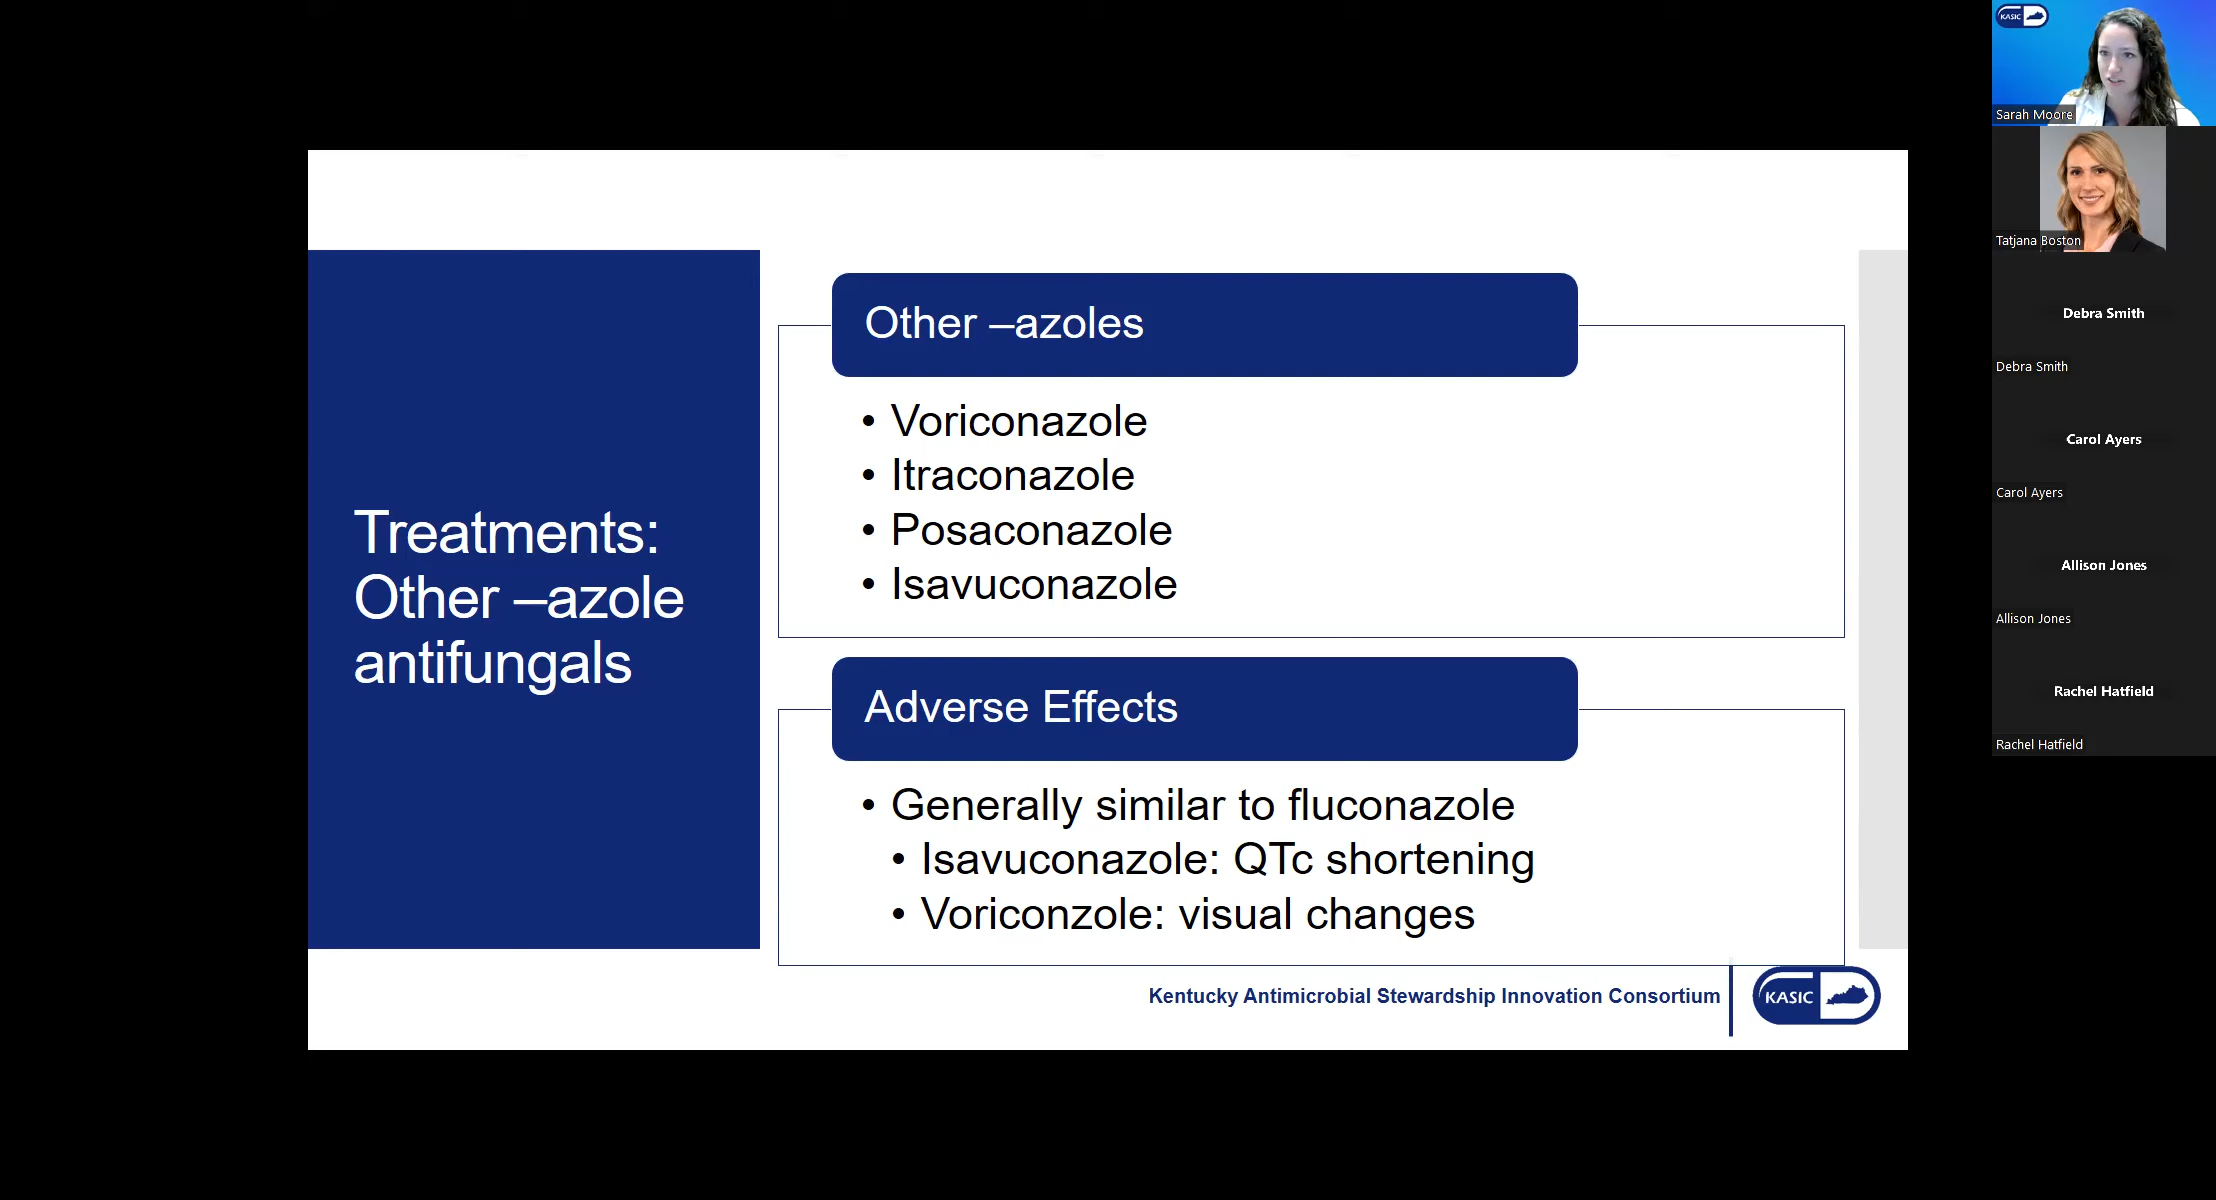 Treatments:
Other –azole
antifungals
Other –azoles
• Voriconazole
• Itraconazole
• Posaconazole
• Isavuconazole
Adverse Effects
• Generally similar to fluconazole
• Isavuconazole: QTc shortening
• Voriconzole: visual changes
Kentucky Antimicrobial Stewardship Innovation Consortium
KASIC
KASIC
Sarah Moore
Tatjana Boston
Debra Smith
Debra Smith
Carol Ayers
Carol Ayers
Allison Jones
Allison Jones
Rachel Hatfield
Rachel Hatfield